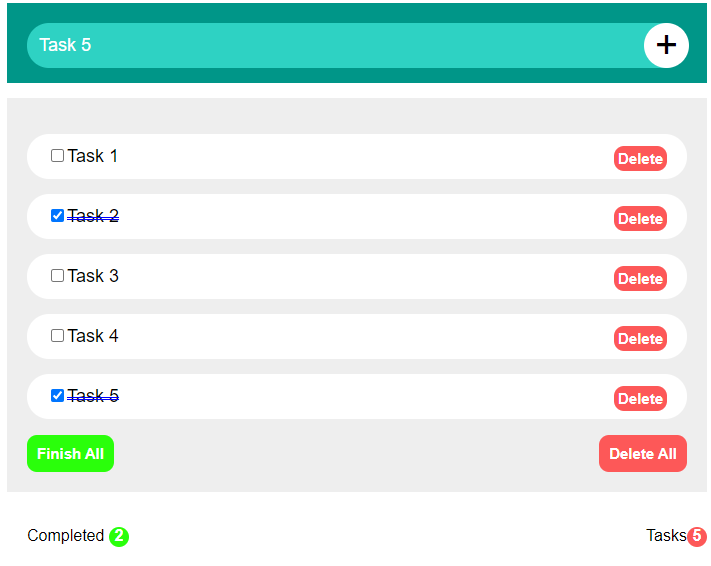 Task 5 +
Task 1 Delete
Task 2 Delete
Task 3 Delete
Task 4 Delete
Task 5 Delete
Finish All Delete All
Completed 2 Tasks 5